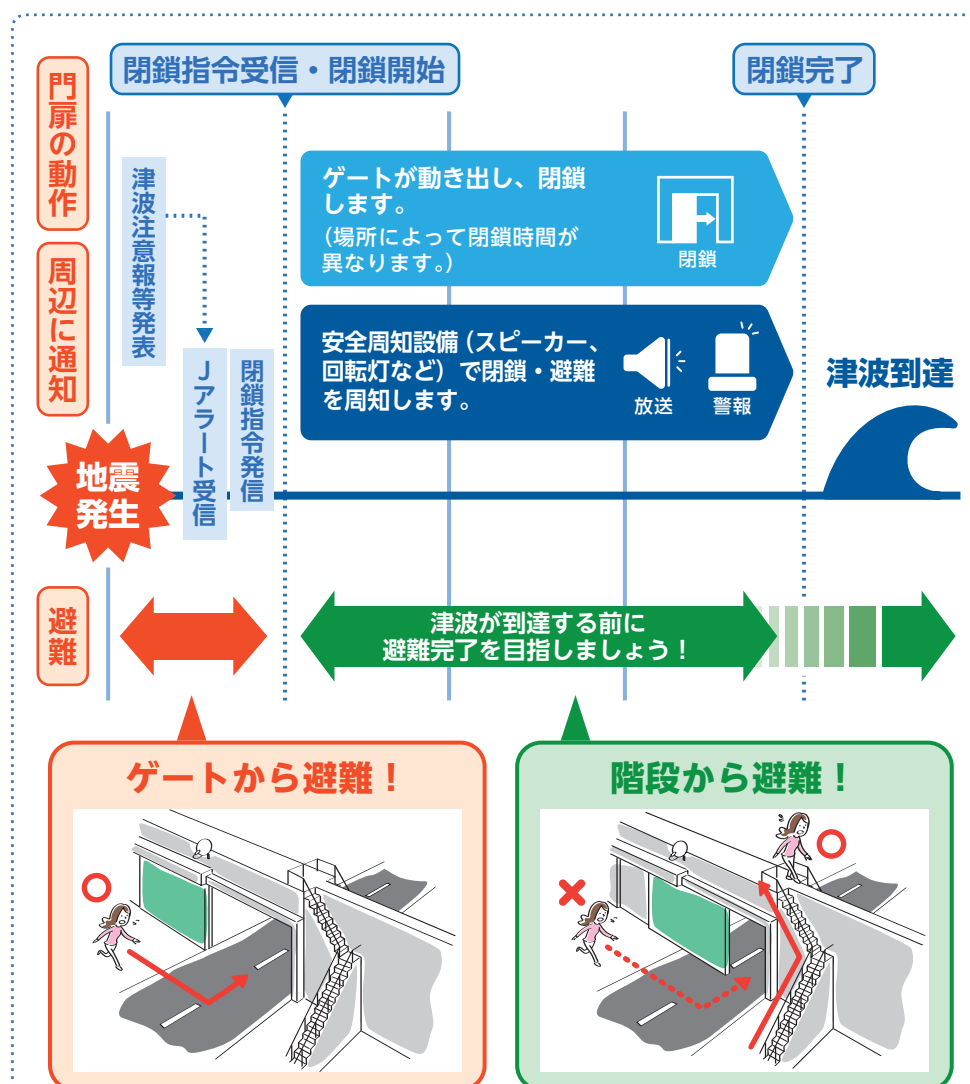 閉鎖指令受信・閉鎖開始
閉鎖完了
門扉の動作
周辺に通知
津波注意報等発表
Jアラート受信
閉鎖指令発信
ゲートが動き出し、閉鎖
します。
(場所によって閉鎖時間が
異なります。)
閉鎖
安全周知設備(スピーカー、
回転灯など)で閉鎖・避難
を周知します。
放送
警報
津波到達
地震
発生
避難
津波が到達する前に
避難完了を目指しましょう!
ゲートから避難!
階段から避難!